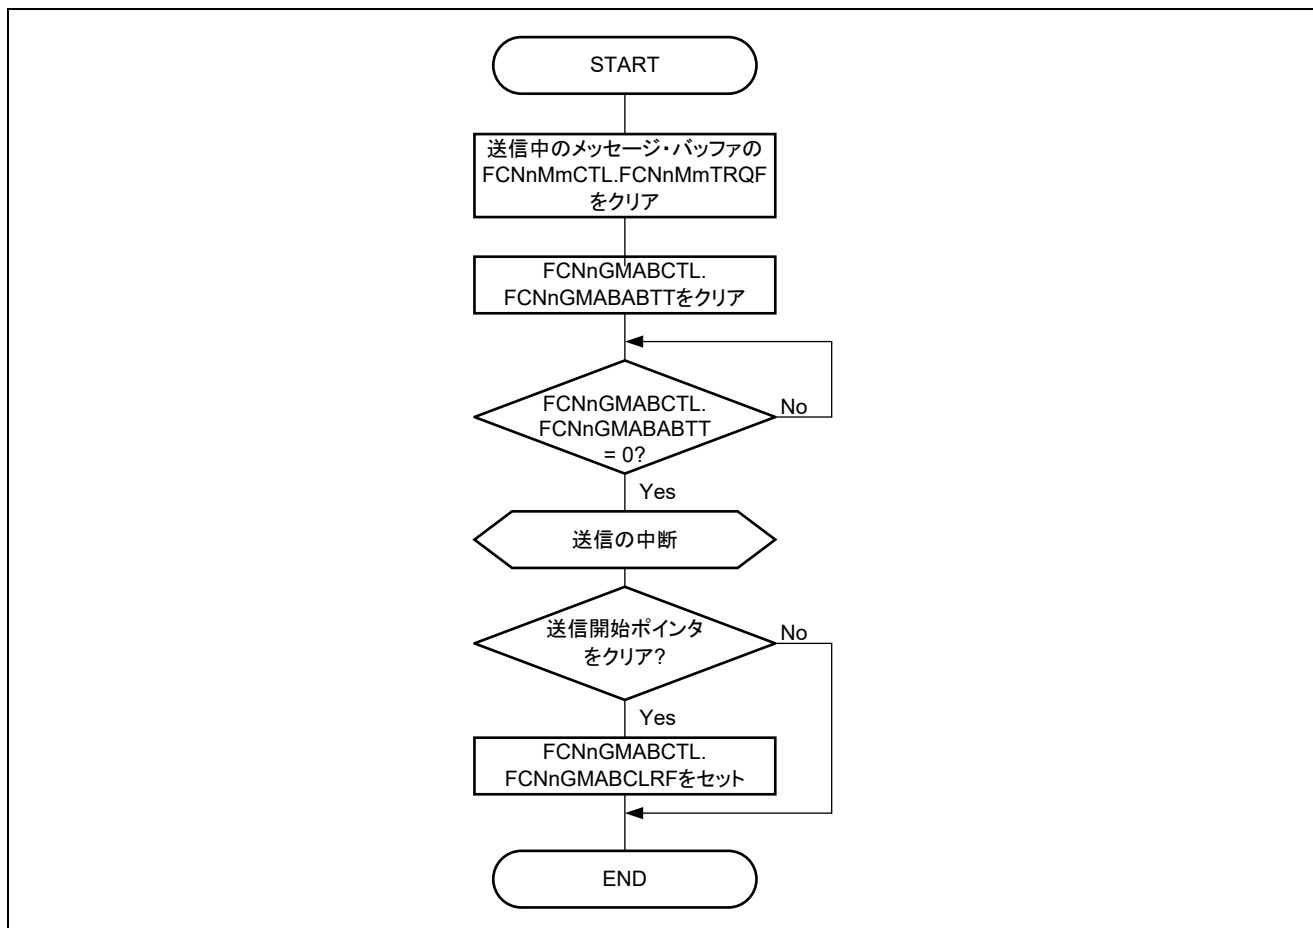 START
送信中のメッセージ・バッファの
FCNnMmCTL.FCNnMmTRQF
をクリア
FCNnGMABCTL.
FCNnGMABABTTをクリア
FCNnGMABCTL.
FCNnGMABABTT
= 0?
No
Yes
送信の中断
送信開始ポインタ
をクリア?
No
Yes
FCNnGMABCTL.
FCNnGMABCLRFをセット
END